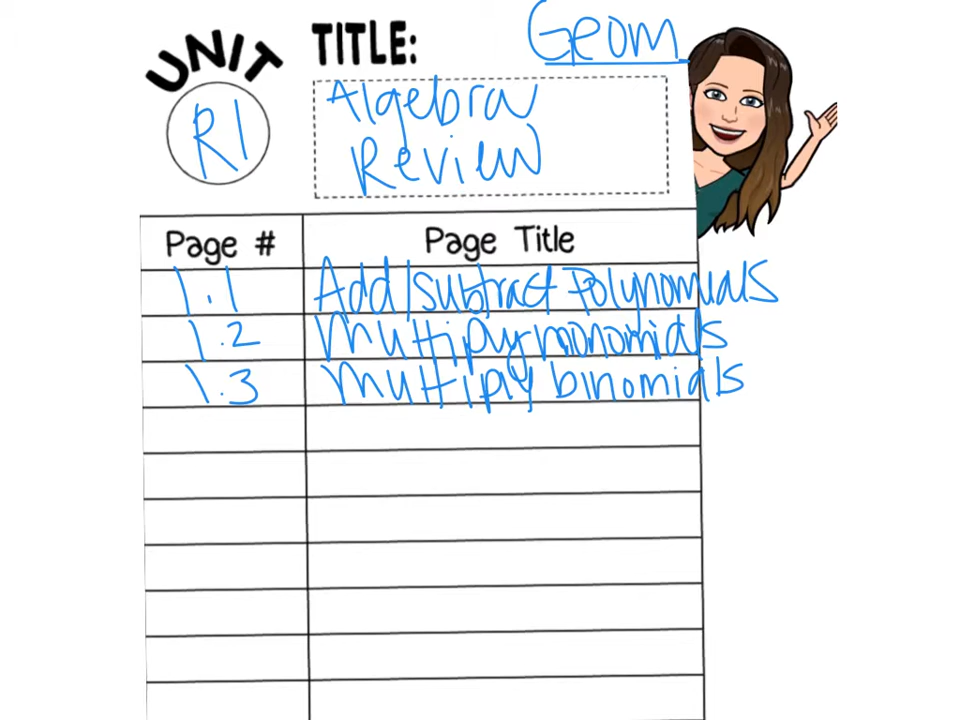 UNIT TITLE: Geom
R1 Algebra
Review
Page # Page Title
1.1 Add/subtract Polynomials
1.2 Multipy monomials
1.3 Multiply binomials